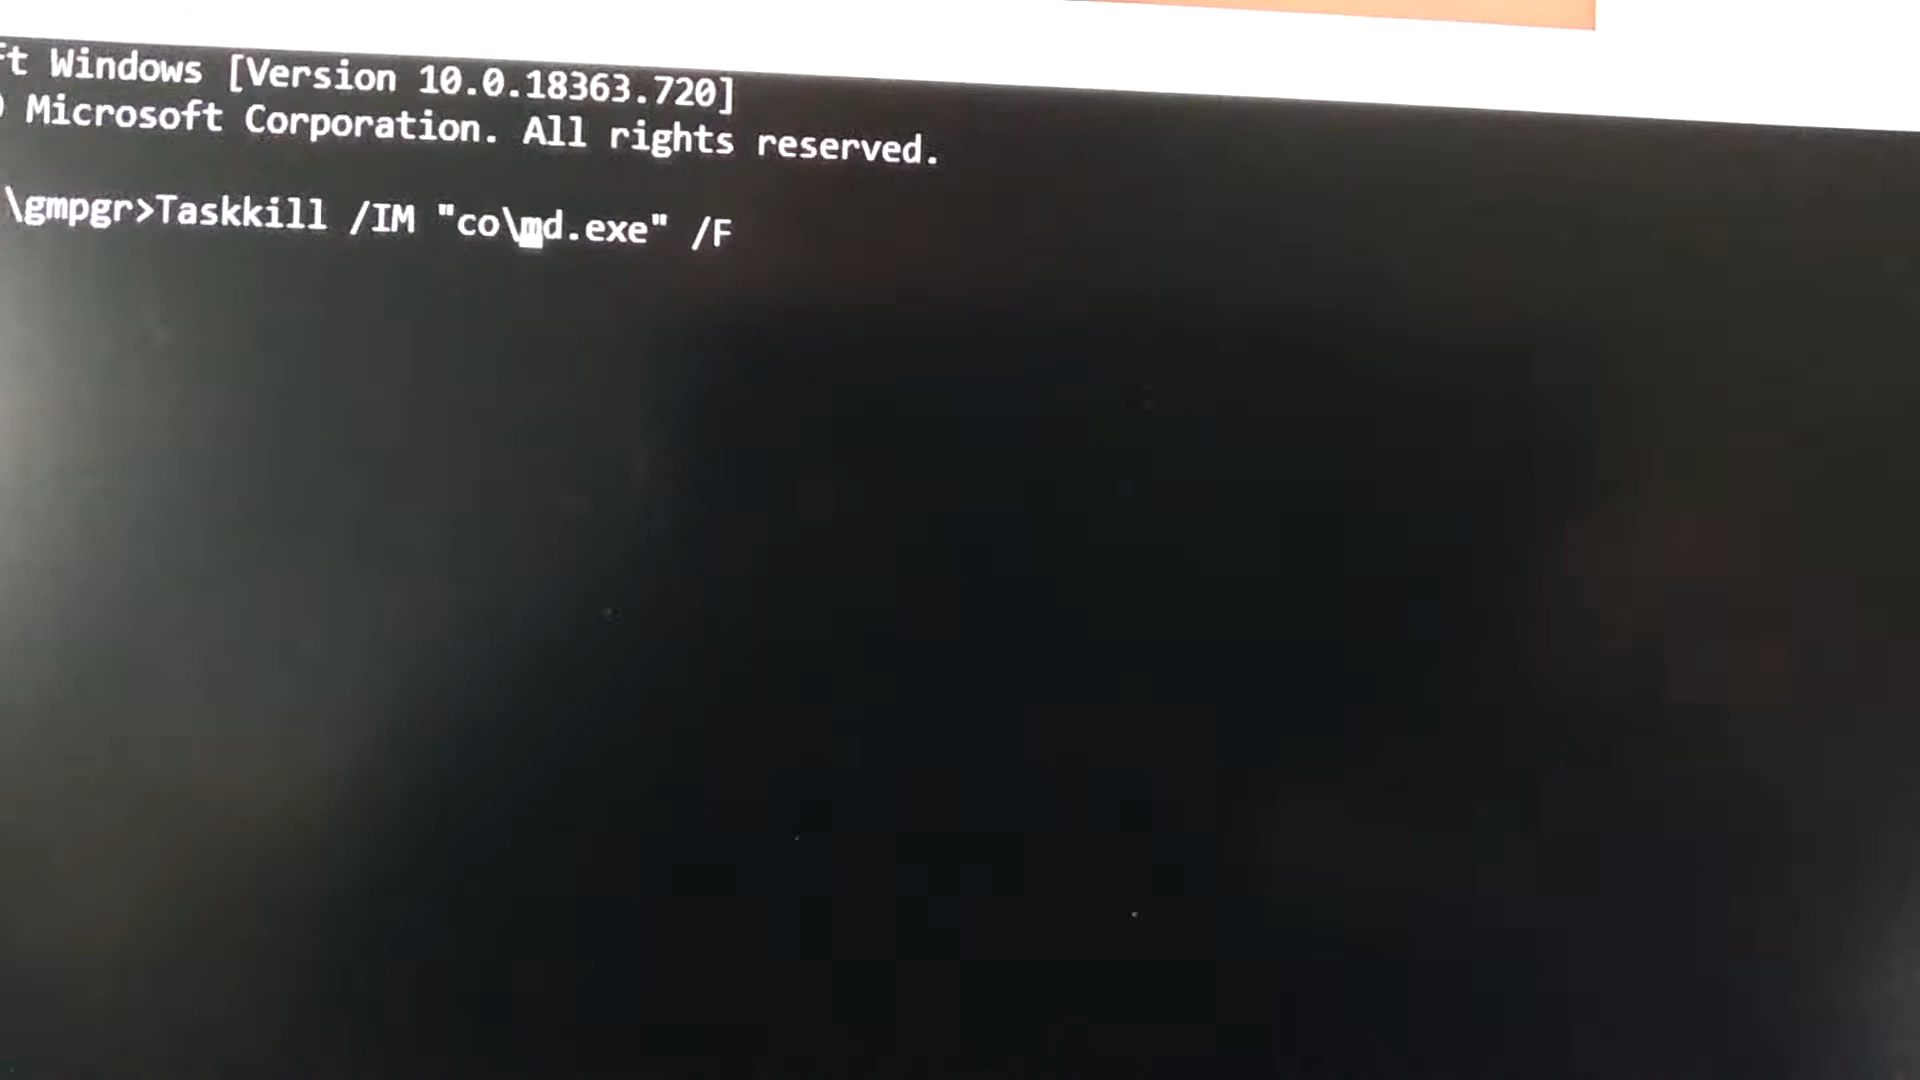 ft Windows [Version 10.0.18363.720]
) Microsoft Corporation. All rights reserved.
\gmpgr>Taskkill /IM "co\md.exe" /F